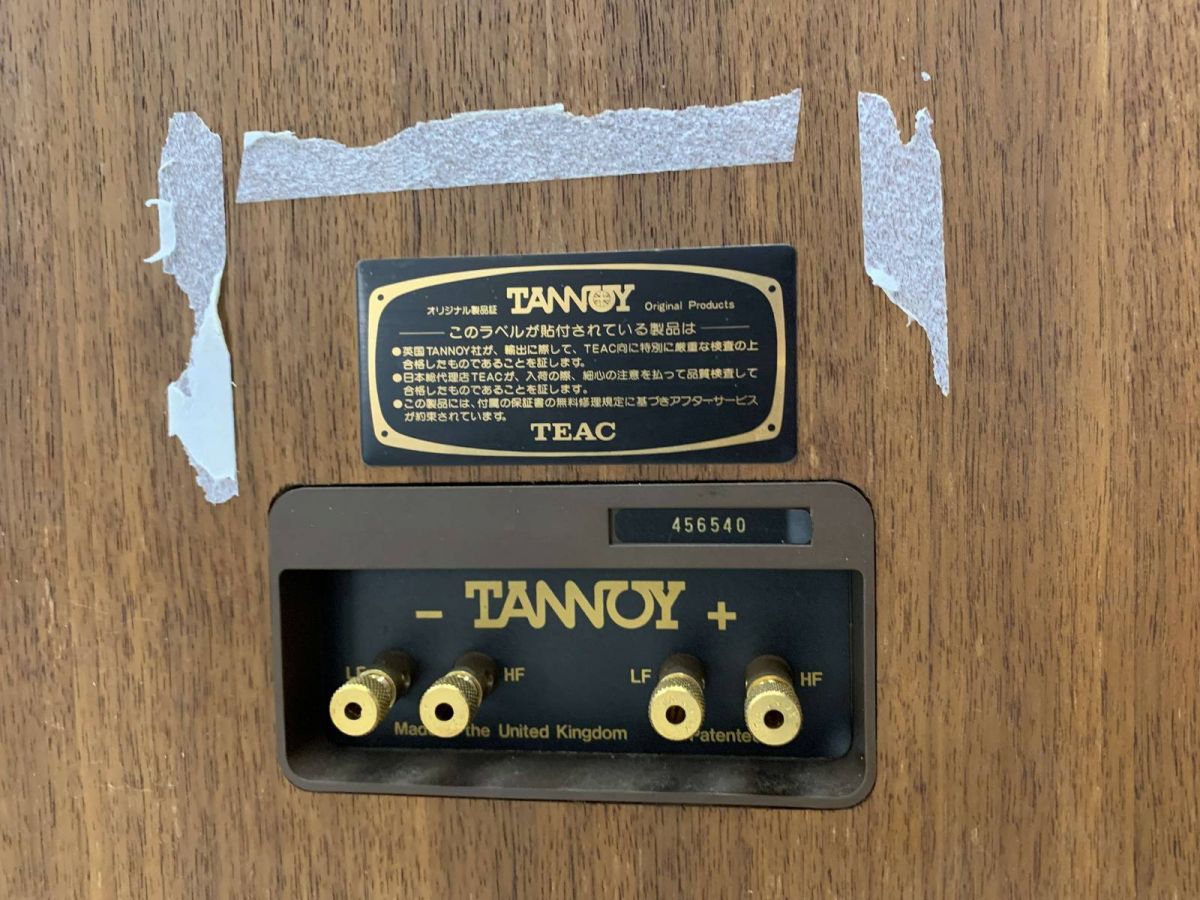 オリジナル製品証 TANNOY Original Products
このラベルが貼付されている製品は
●英国TANNOY社が、輸出に際して、TEAC向に特別に厳重な検査の上
合格したものであることを証します。
●日本総代理店TEACが、入荷の際、細心の注意を払って品質検査して
合格したものであることを証します。
●この製品には、付属の保証書の無料修理規定に基づきアフターサービス
が約束されています。
TEAC
456540
− TANNOY +
LF HF LF HF
Made the United Kingdom Patented